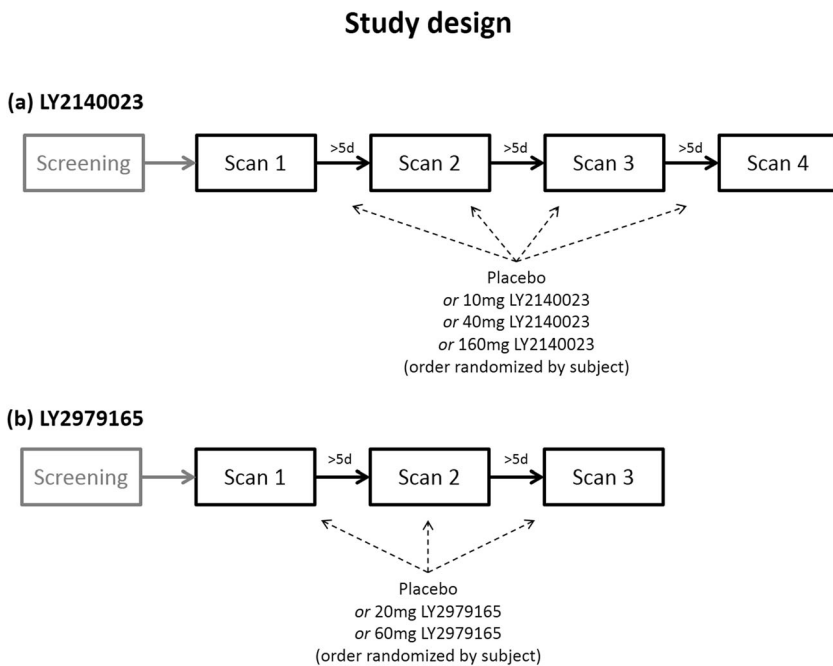 Study design
(a) LY2140023
Screening
Scan 1
>5d
Scan 2
>5d
Scan 3
>5d
Scan 4
Placebo
or 10mg LY2140023
or 40mg LY2140023
or 160mg LY2140023
(order randomized by subject)
(b) LY2979165
Screening
Scan 1
>5d
Scan 2
>5d
Scan 3
Placebo
or 20mg LY2979165
or 60mg LY2979165
(order randomized by subject)